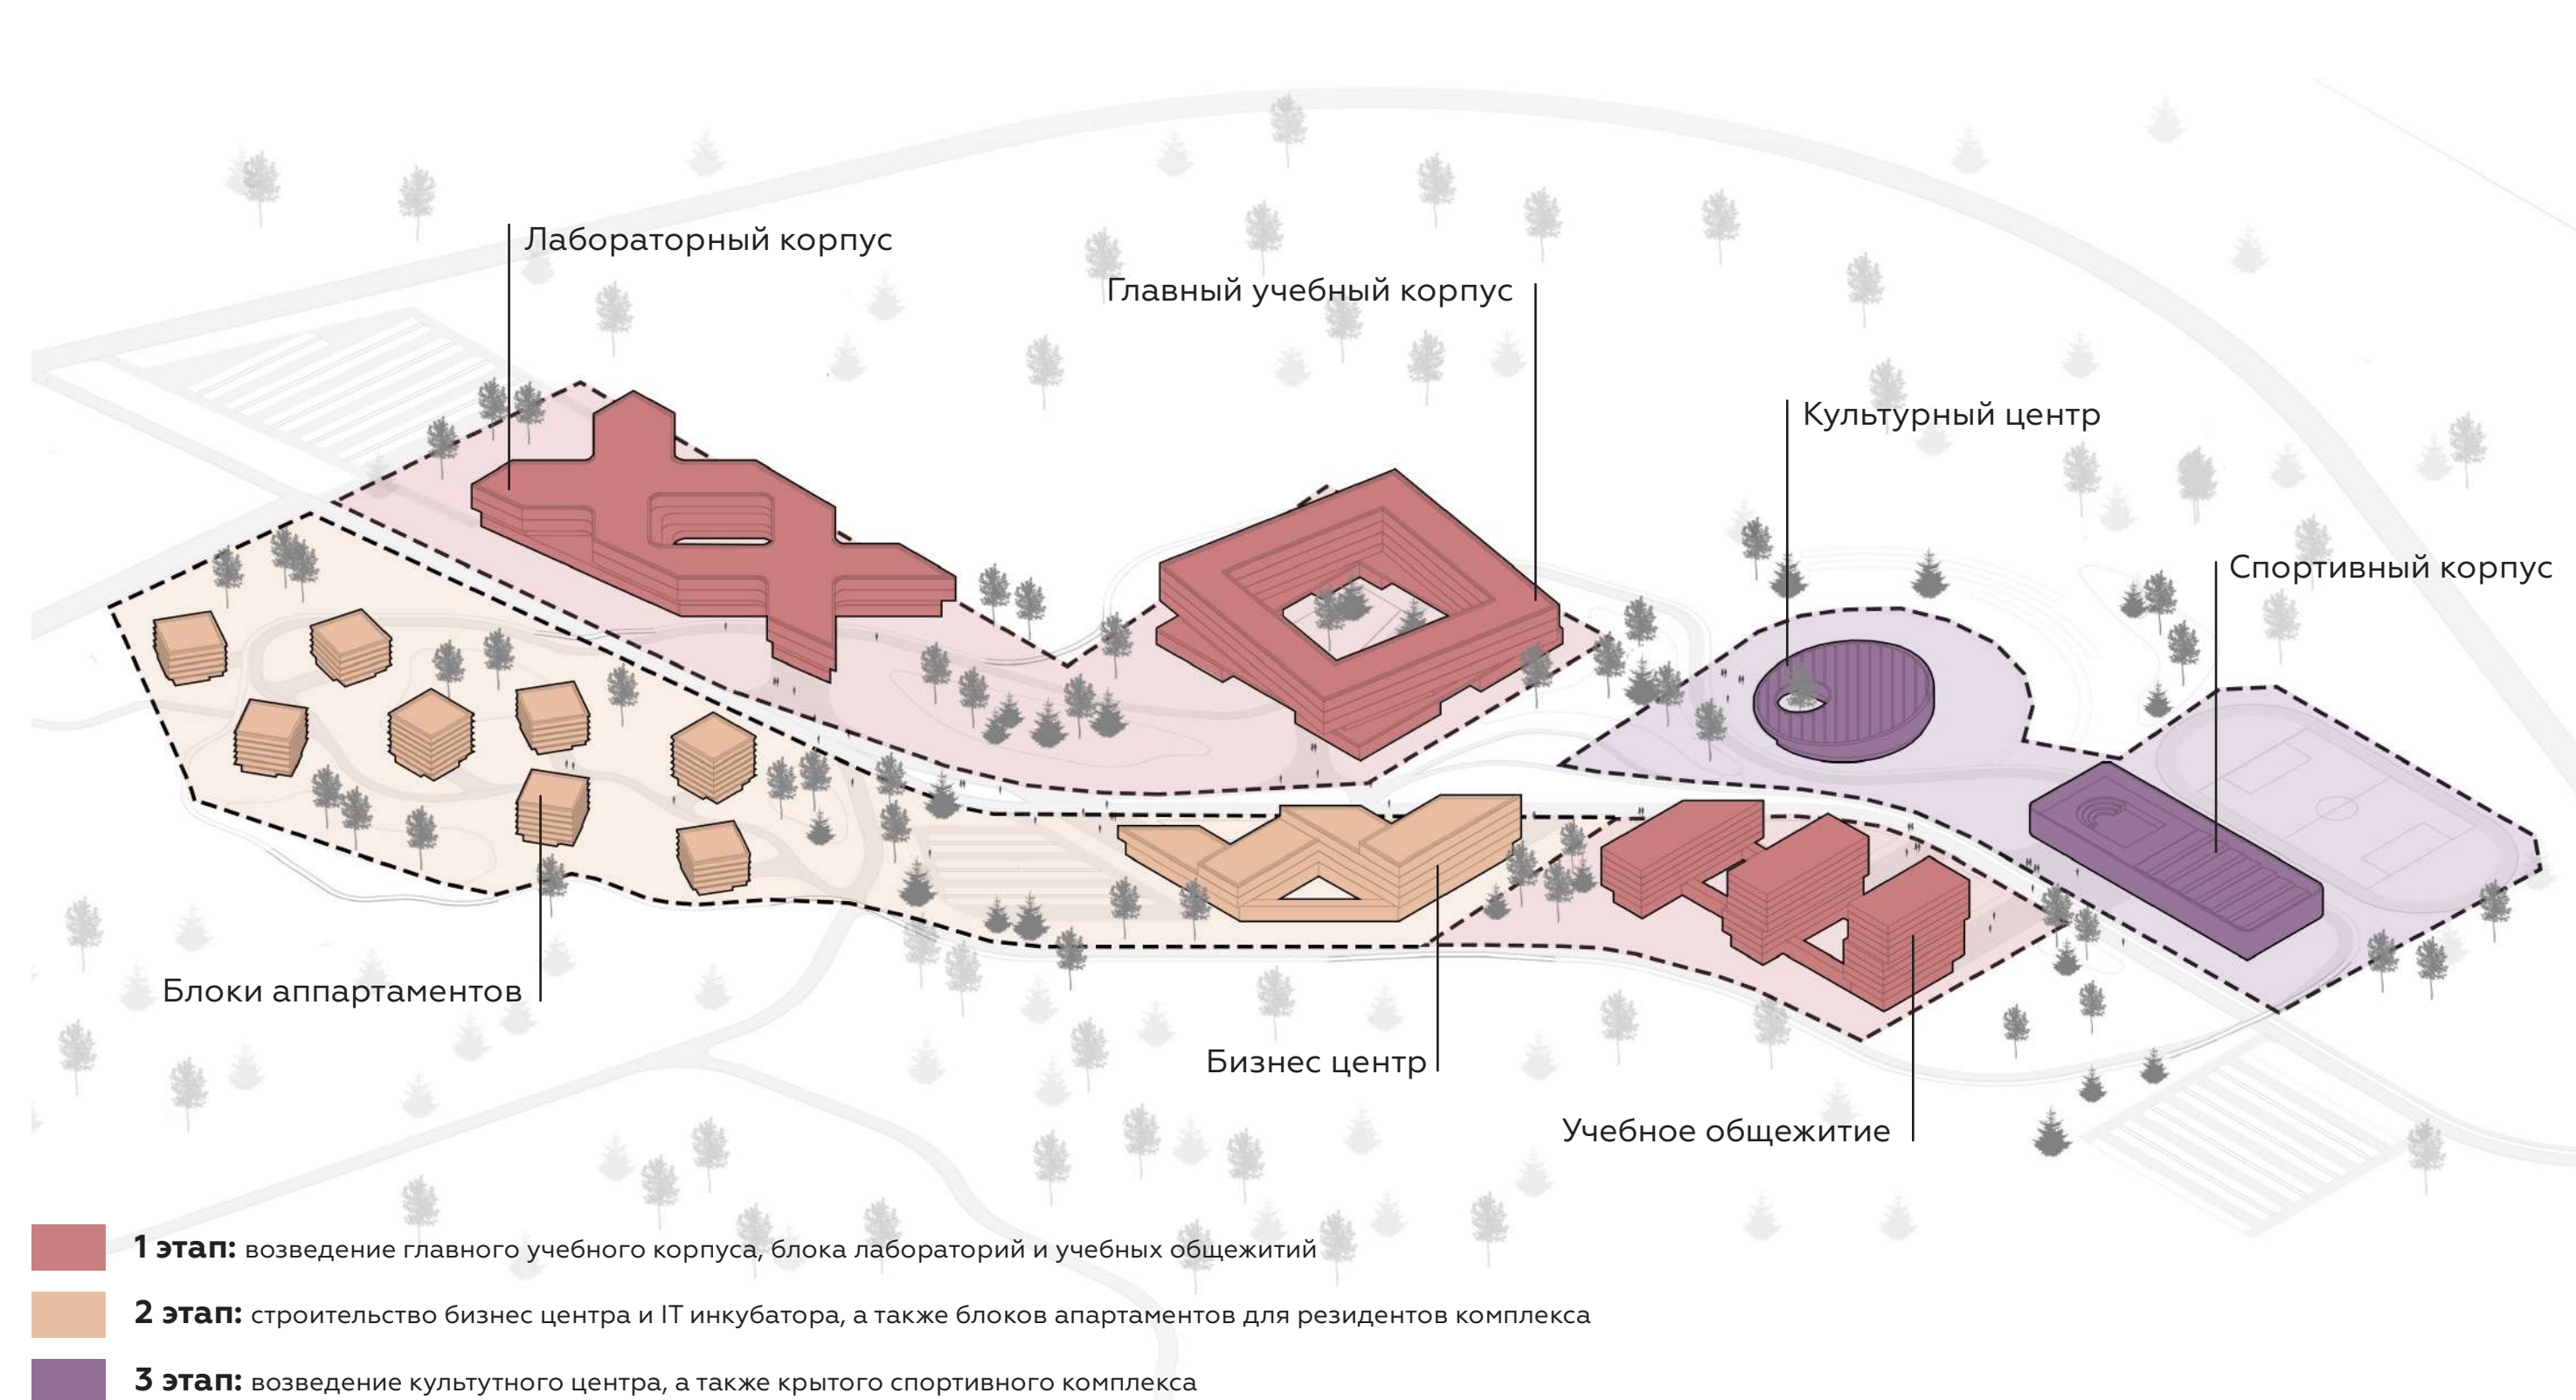 Лабораторный корпус
Главный учебный корпус
Культурный центр
Спортивный корпус
Блоки аппартаментов
Бизнес центр
Учебное общежитие
1 этап: возведение главного учебного корпуса, блока лабораторий и учебных общежитий
2 этап: строительство бизнес центра и IT инкубатора, а также блоков апартаментов для резидентов комплекса
3 этап: возведение культутного центра, а также крытого спортивного комплекса